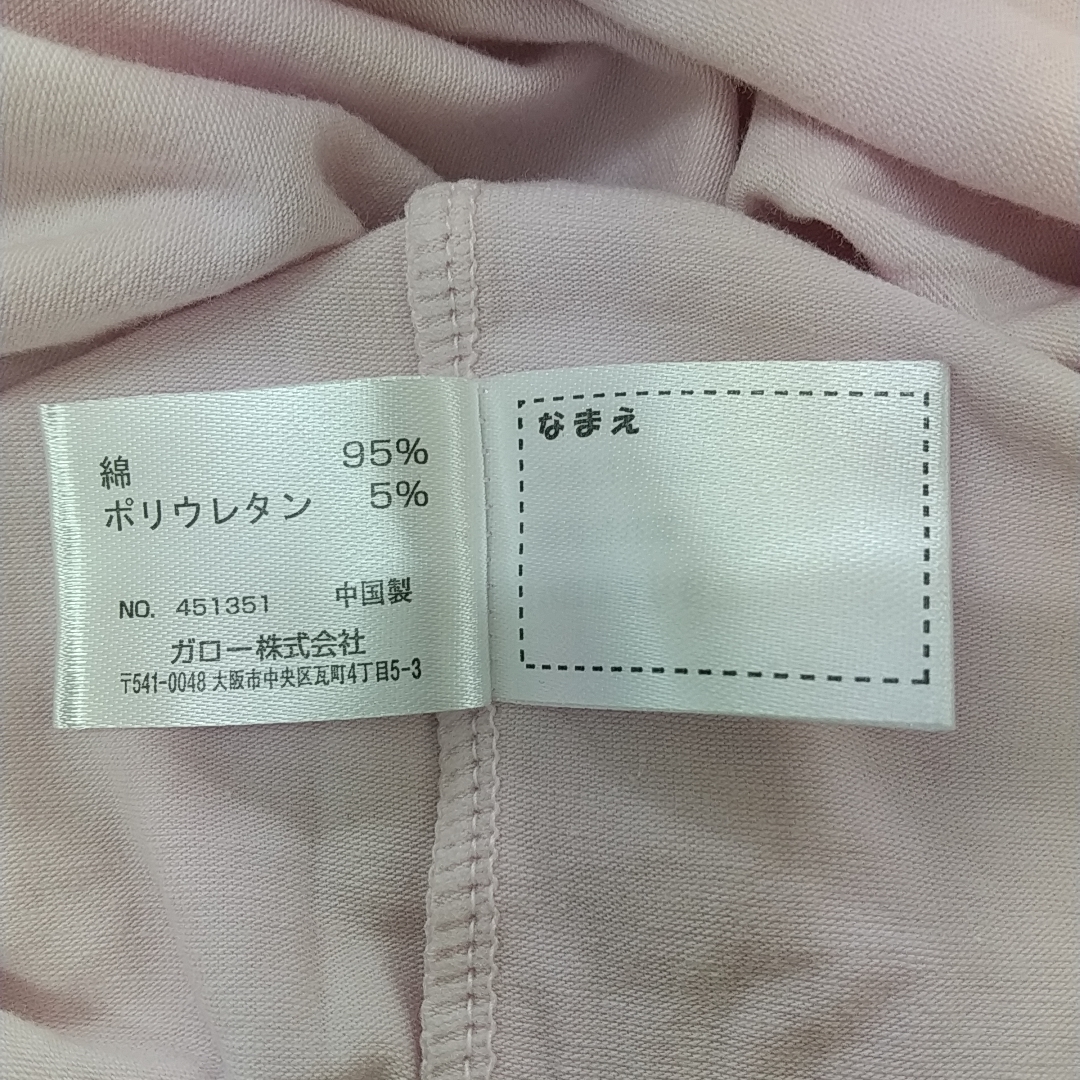 綿 95%
ポリウレタン 5%
NO. 451351 中国製
ガロー株式会社
〒541-0048 大阪市中央区瓦町4丁目5-3
なまえ